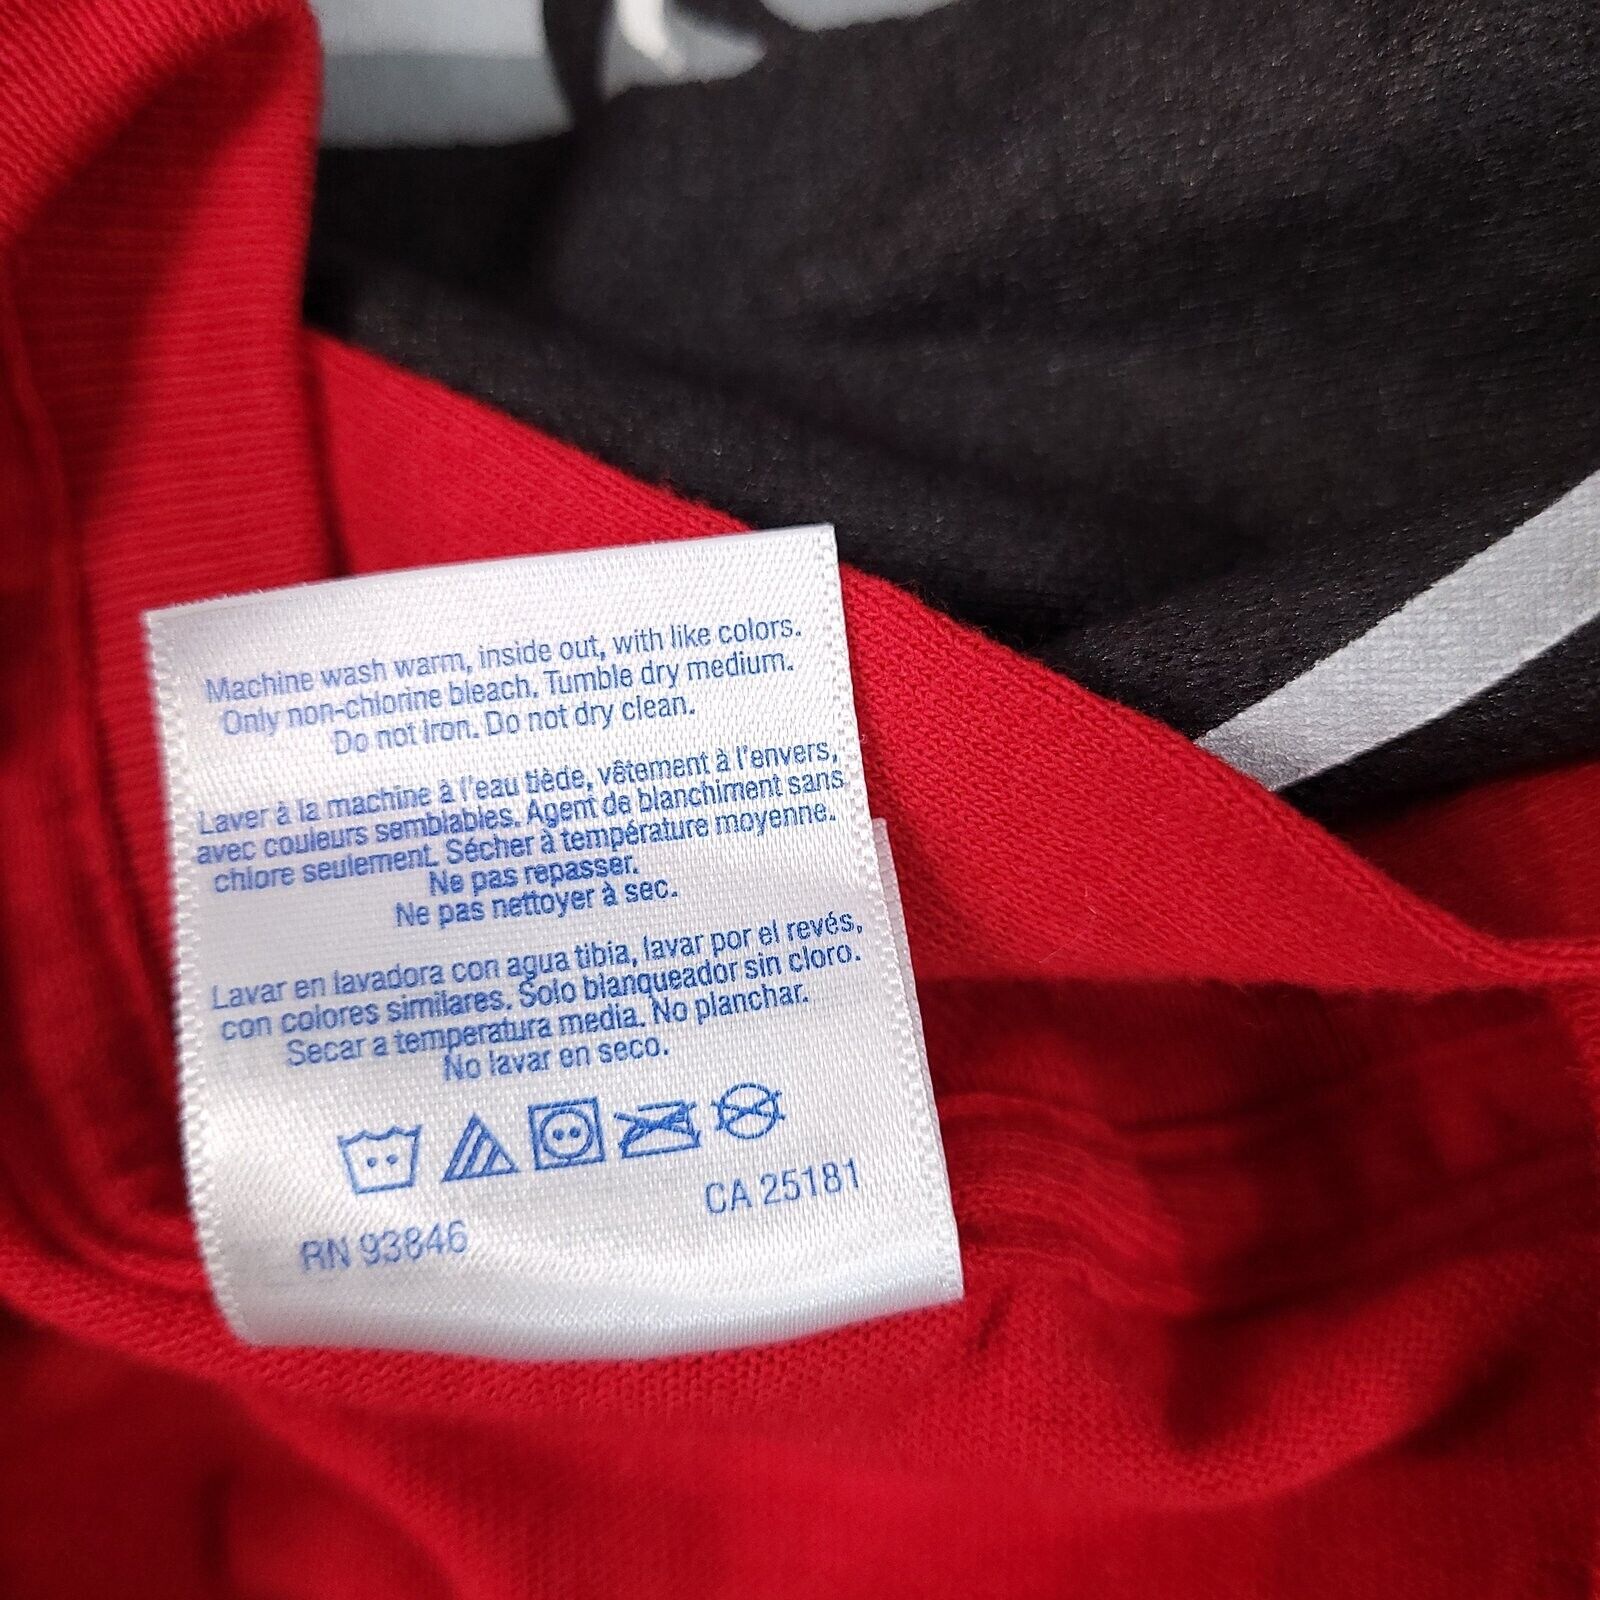 Machine wash warm, inside out, with like colors.
Only non-chlorine bleach. Tumble dry medium.
Do not iron. Do not dry clean.
Laver à la machine à l'eau tiède, vêtement à l'envers,
avec couleurs semblables. Agent de blanchiment sans
chlore seulement. Sécher à température moyenne.
Ne pas repasser.
Ne pas nettoyer à sec.
Lavar en lavadora con agua tibia, lavar por el revés,
con colores similares. Solo blanqueador sin cloro.
Secar a temperatura media. No planchar.
No lavar en seco.
CA 25181
RN 93846